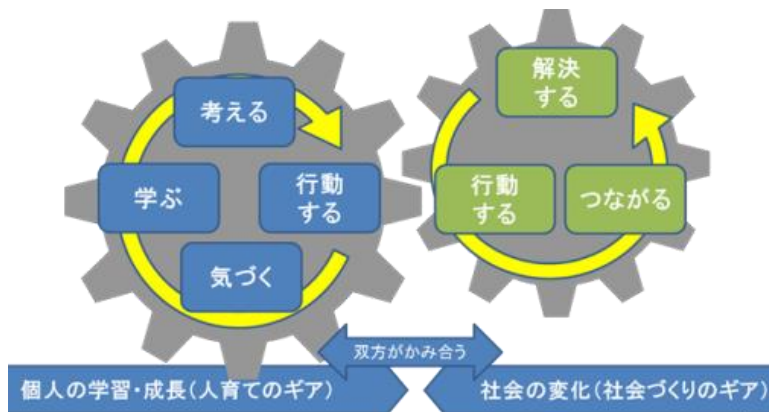 考える
学ぶ
行動
する
気づく
解決
する
行動
する
つながる
双方がかみ合う
個人の学習・成長(人育てのギア)
社会の変化(社会づくりのギア)